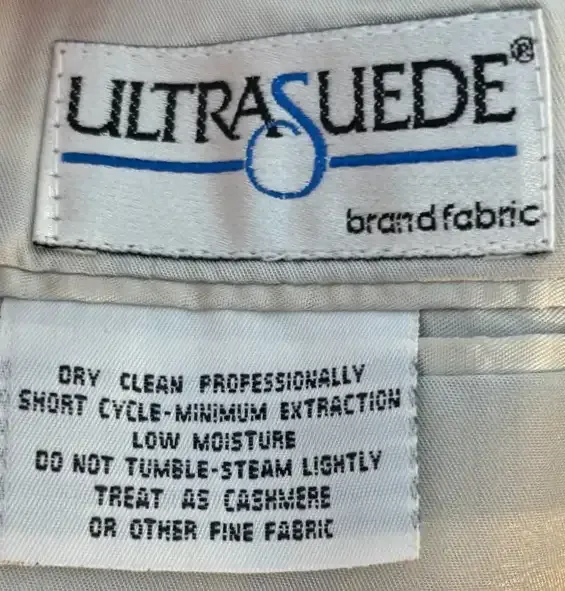 ULTRASUEDE®
brand fabric
DRY CLEAN PROFESSIONALLY
SHORT CYCLE-MINIMUM EXTRACTION
LOW MOISTURE
DO NOT TUMBLE-STEAM LIGHTLY
TREAT AS CASHMERE
OR OTHER FINE FABRIC